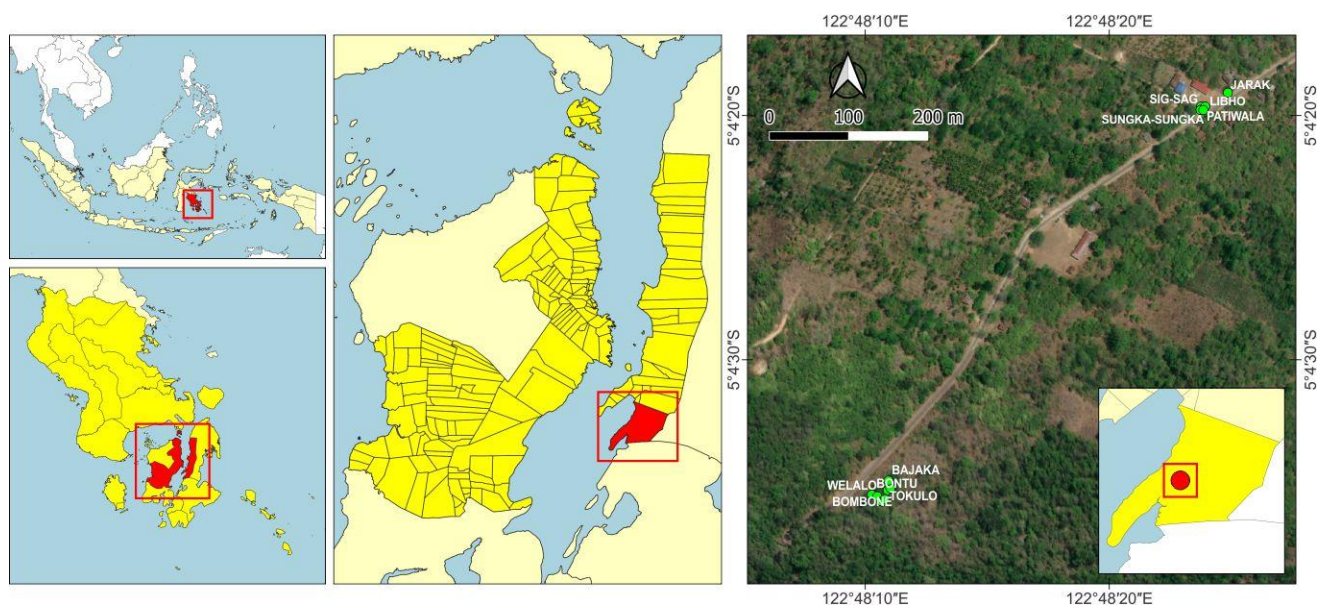 122°48'10"E
122°48'20"E
JARAK
SIG-SAG
LIBHO
SUNGKA-SUNGKA
PATIWALA
0
100
200 m
5°4'20"S
5°4'20"S
5°4'30"S
5°4'30"S
BAJAKA
WELALO
BONTU
BOMBONE
TOKULO
122°48'10"E
122°48'20"E